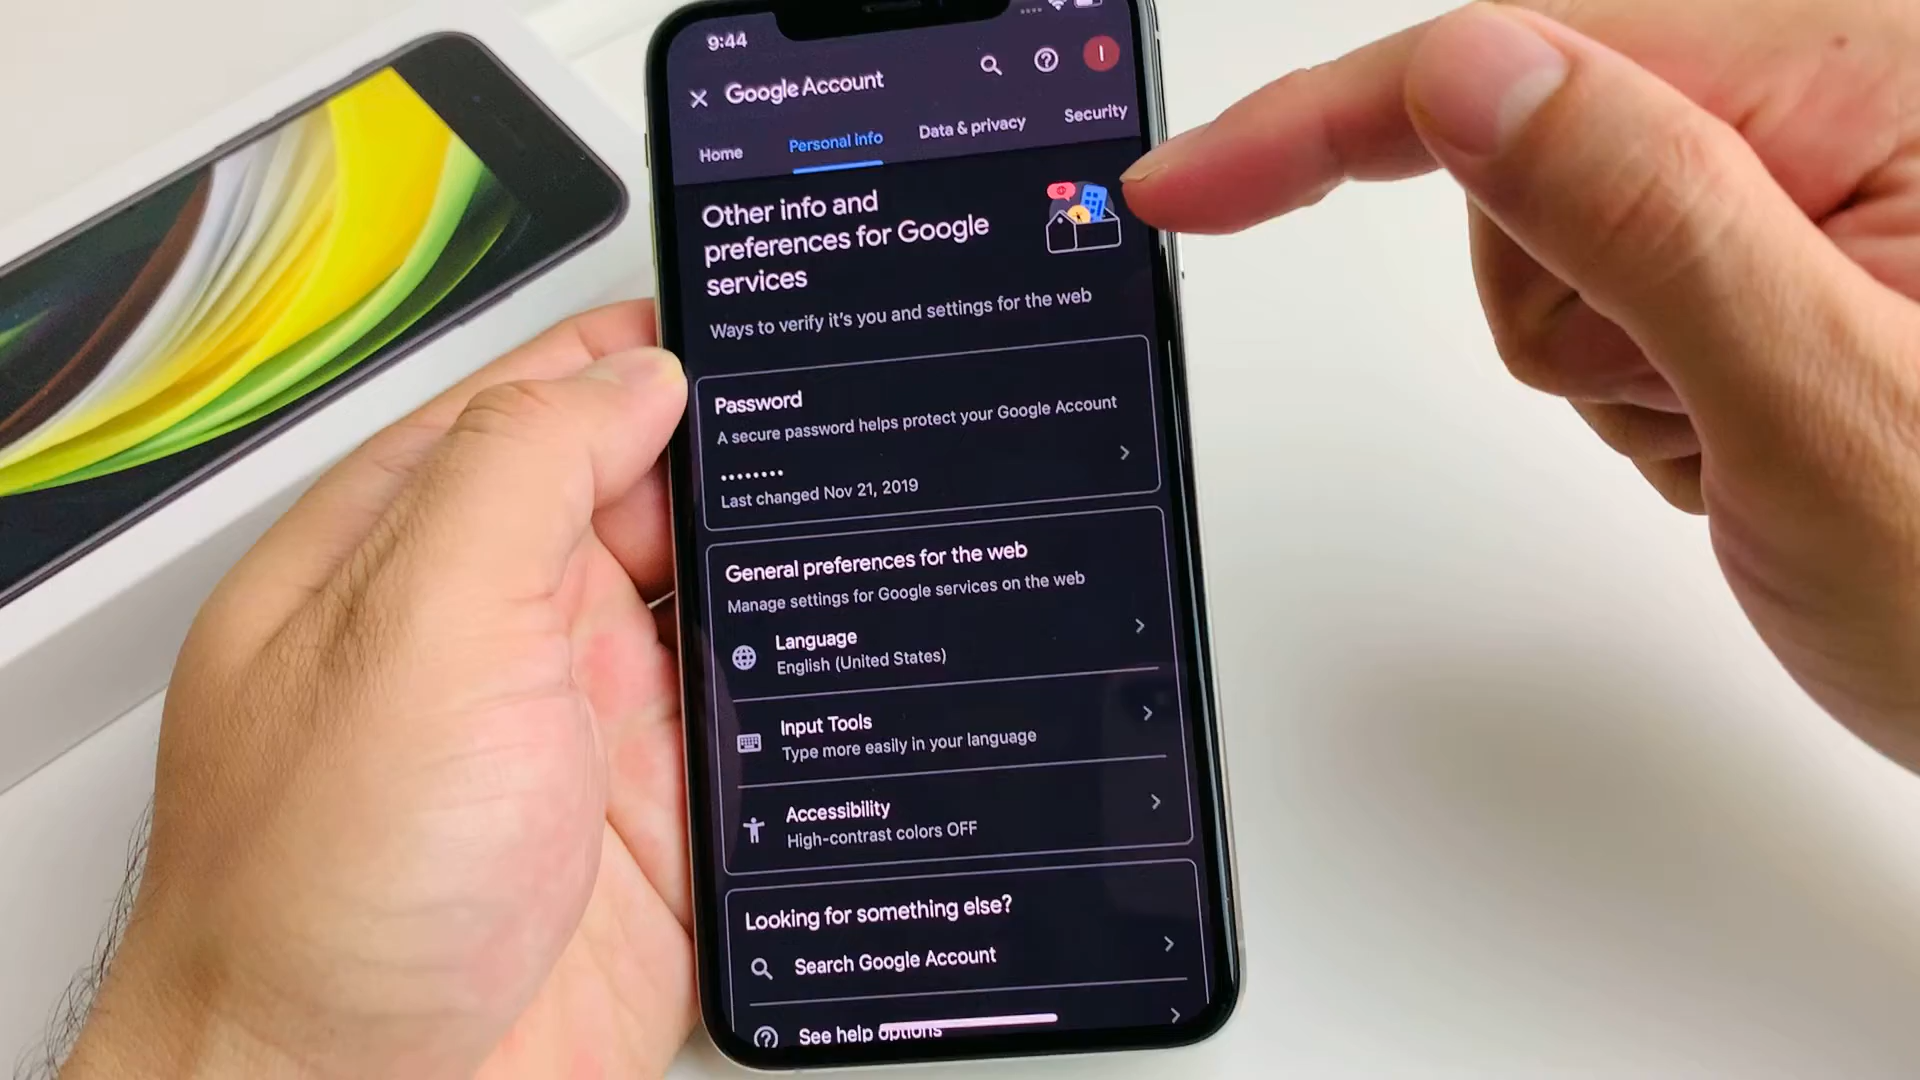 9:44
Google Account
I
Home
Personal info
Data & privacy
Security
Other info and
preferences for Google
services
Ways to verify it's you and settings for the web
Password
A secure password helps protect your Google Account
••••••••
Last changed Nov 21, 2019
General preferences for the web
Manage settings for Google services on the web
Language
English (United States)
Input Tools
Type more easily in your language
Accessibility
High-contrast colors OFF
Looking for something else?
Search Google Account
See help options